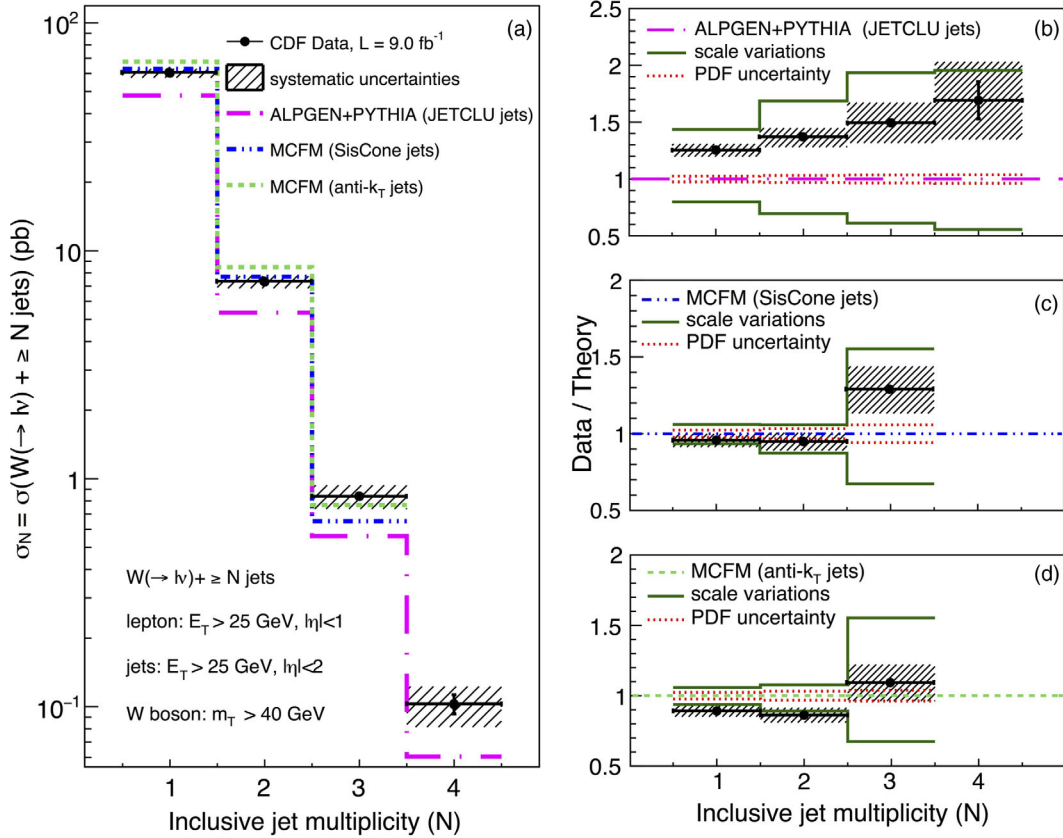 (a)
CDF Data, L = 9.0 fb⁻¹
systematic uncertainties
ALPGEN+PYTHIA (JETCLU jets)
MCFM (SisCone jets)
MCFM (anti-k_T jets)
10²
10
1
10⁻¹
σ_N = σ(W(→ lν) + ≥ N jets) (pb)
W(→ lν)+ ≥ N jets
lepton: E_T > 25 GeV, |η|<1
jets: E_T > 25 GeV, |η|<2
W boson: m_T > 40 GeV
1 2 3 4
Inclusive jet multiplicity (N)
(b)
ALPGEN+PYTHIA (JETCLU jets)
scale variations
PDF uncertainty
2.5
2
1.5
1
0.5
(c)
MCFM (SisCone jets)
scale variations
PDF uncertainty
2
1.5
1
0.5
Data / Theory
(d)
MCFM (anti-k_T jets)
scale variations
PDF uncertainty
2
1.5
1
0.5
1 2 3 4
Inclusive jet multiplicity (N)